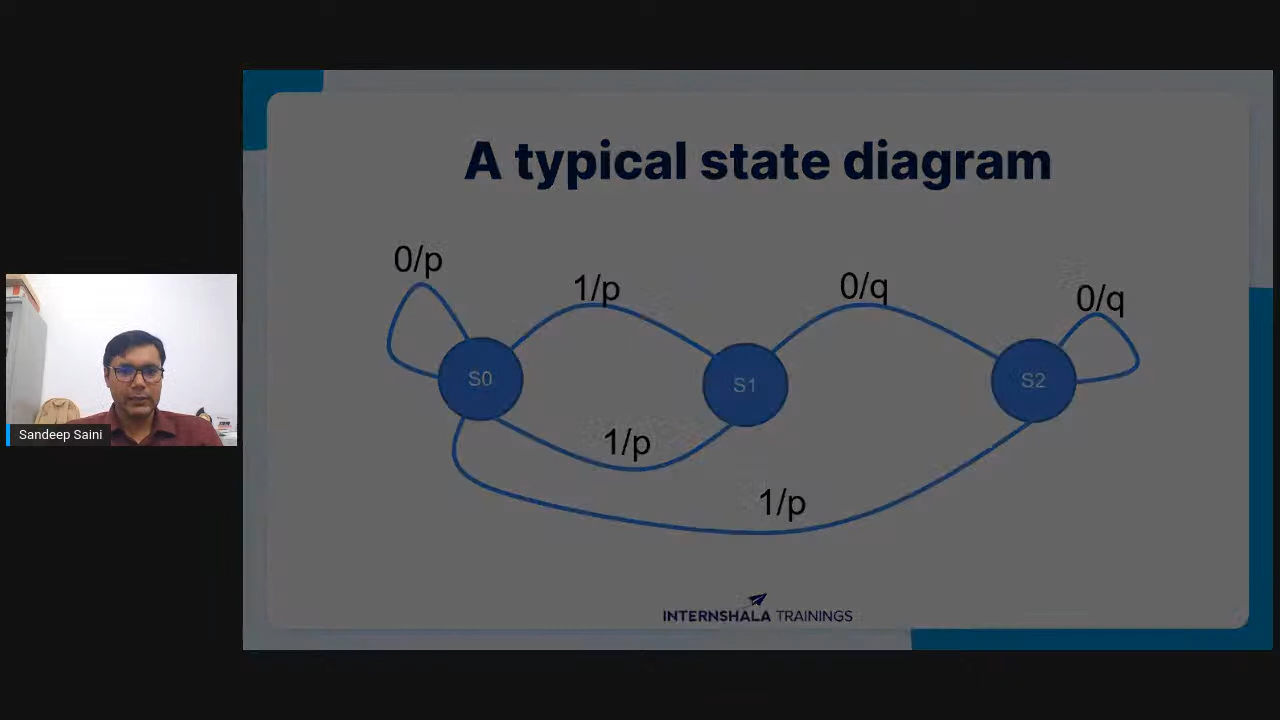 A typical state diagram
0/p
1/p
0/q
0/q
S0
S1
S2
1/p
1/p
Sandeep Saini
INTERNSHALA TRAININGS